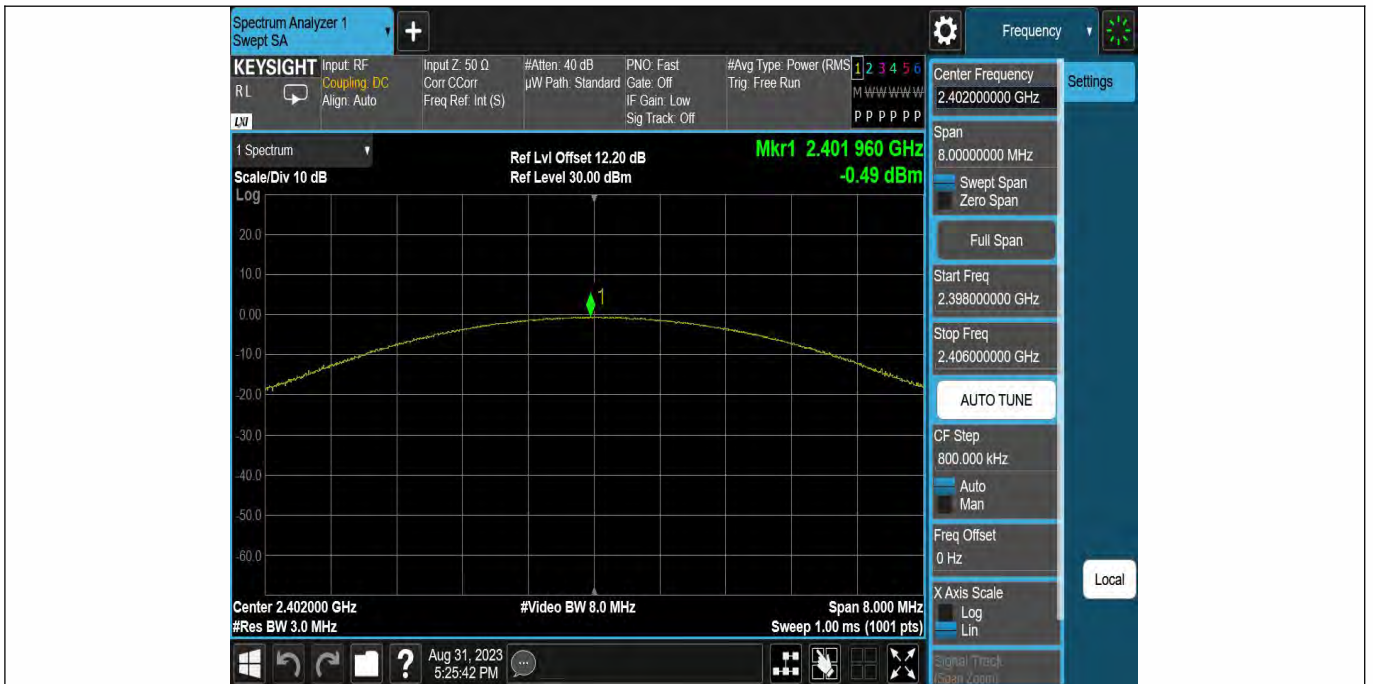 Spectrum Analyzer 1
Swept SA
+
Frequency
KEYSIGHT
RL
LXI
Input: RF
Coupling: DC
Align: Auto
Input Z: 50 Ω
Corr CCorr
Freq Ref: Int (S)
#Atten: 40 dB
µW Path: Standard
PNO: Fast
Gate: Off
IF Gain: Low
Sig Track: Off
#Avg Type: Power (RMS
Trig: Free Run
1 2 3 4 5 6
M W W W W W
P P P P P P
1 Spectrum
Scale/Div 10 dB
Ref Lvl Offset 12.20 dB
Ref Level 30.00 dBm
Mkr1 2.401 960 GHz
-0.49 dBm
Log
20.0
10.0
0.00
-10.0
-20.0
-30.0
-40.0
-50.0
-60.0
1
Center 2.402000 GHz
#Res BW 3.0 MHz
#Video BW 8.0 MHz
Span 8.000 MHz
Sweep 1.00 ms (1001 pts)
?
Aug 31, 2023
5:25:42 PM
Center Frequency
2.402000000 GHz
Settings
Span
8.00000000 MHz
Swept Span
Zero Span
Full Span
Start Freq
2.398000000 GHz
Stop Freq
2.406000000 GHz
AUTO TUNE
CF Step
800.000 kHz
Auto
Man
Freq Offset
0 Hz
X Axis Scale
Log
Lin
Local
Signal Track
(Span Zoom)